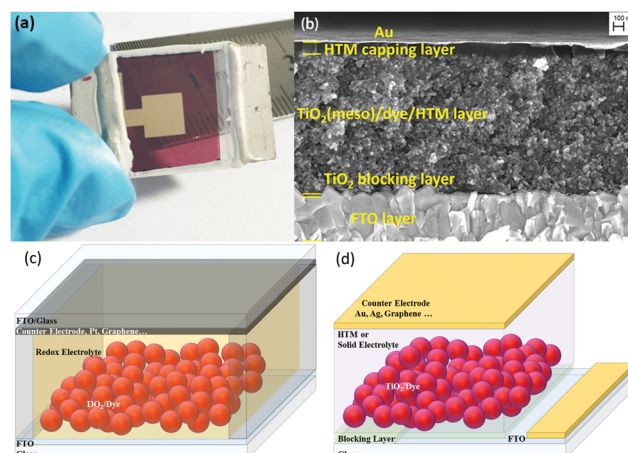 (a)
(b)
100 n
Au
HTM capping layer
TiO₂(meso)/dye/HTM layer
TiO₂ blocking layer
FTO layer
(c)
FTO/Glass
Counter Electrode, Pt, Graphene...
Redox Electrolyte
TiO₂/Dye
FTO
(d)
Counter Electrode
Au, Ag, Graphene ...
HTM or
Solid Electrolyte
TiO₂/Dye
Blocking Layer
FTO